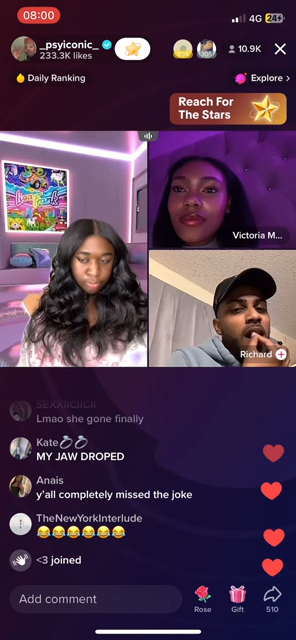 08:00
4G 24+
_psyiconic_
233.3K likes
10.9K
Daily Ranking
Explore >
Reach For
The Stars
Victoria M...
Richard
SEXXIICIICII
Lmao she gone finally
Kate💍💍
MY JAW DROPED
Anais
y'all completely missed the joke
TheNewYorkInterlude
😂😂😂😂😂😂
<3 joined
Add comment
Rose
Gift
510